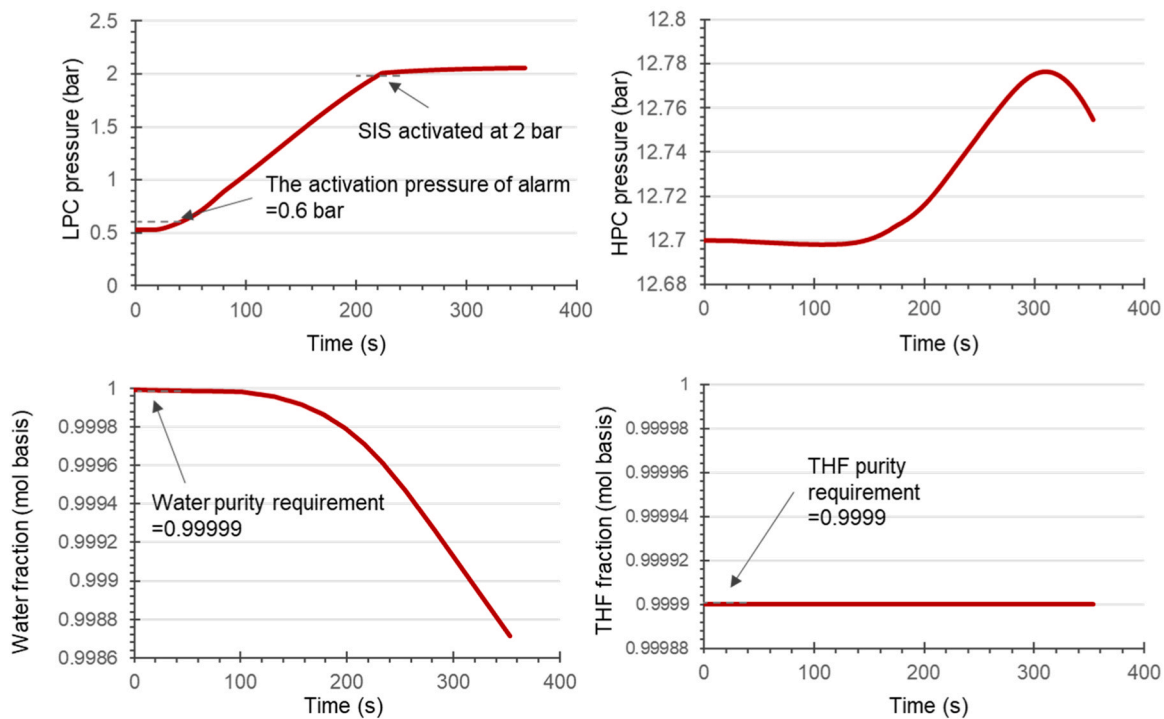 LPC pressure (bar)
2.5
2
1.5
1
0.5
0
SIS activated at 2 bar
The activation pressure of alarm
=0.6 bar
0 100 200 300 400
Time (s)
HPC pressure (bar)
12.8
12.78
12.76
12.74
12.72
12.7
12.68
0 100 200 300 400
Time (s)
Water fraction (mol basis)
1
0.9998
0.9996
0.9994
0.9992
0.999
0.9988
0.9986
Water purity requirement
=0.99999
0 100 200 300 400
Time (s)
THF fraction (mol basis)
1
0.99998
0.99996
0.99994
0.99992
0.9999
0.99988
THF purity
requirement
=0.9999
0 100 200 300 400
Time (s)